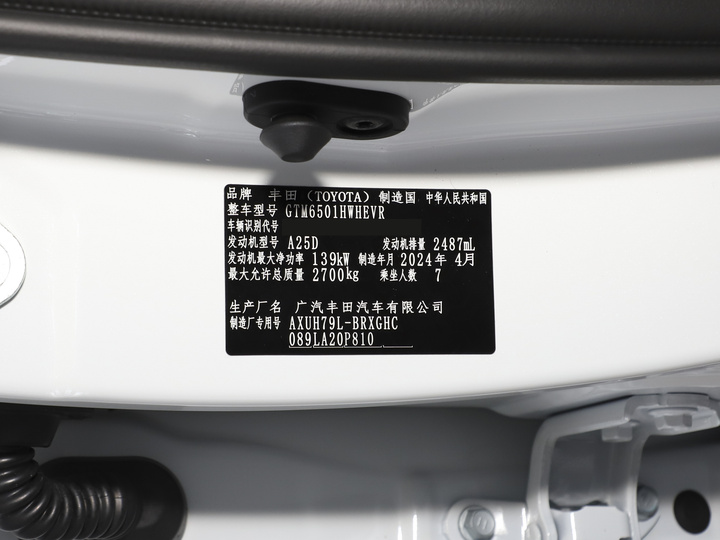 品牌 丰田 (TOYOTA) 制造国 中华人民共和国
整车型号 GTM6501HWHEVR
车辆识别代号
发动机型号 A25D 发动机排量 2487mL
发动机最大净功率 139kW 制造年月 2024年 4月
最大允许总质量 2700kg 乘坐人数 7
生产厂名 广汽丰田汽车有限公司
制造厂专用号 AXUH79L-BRXGHC
089LA20P810